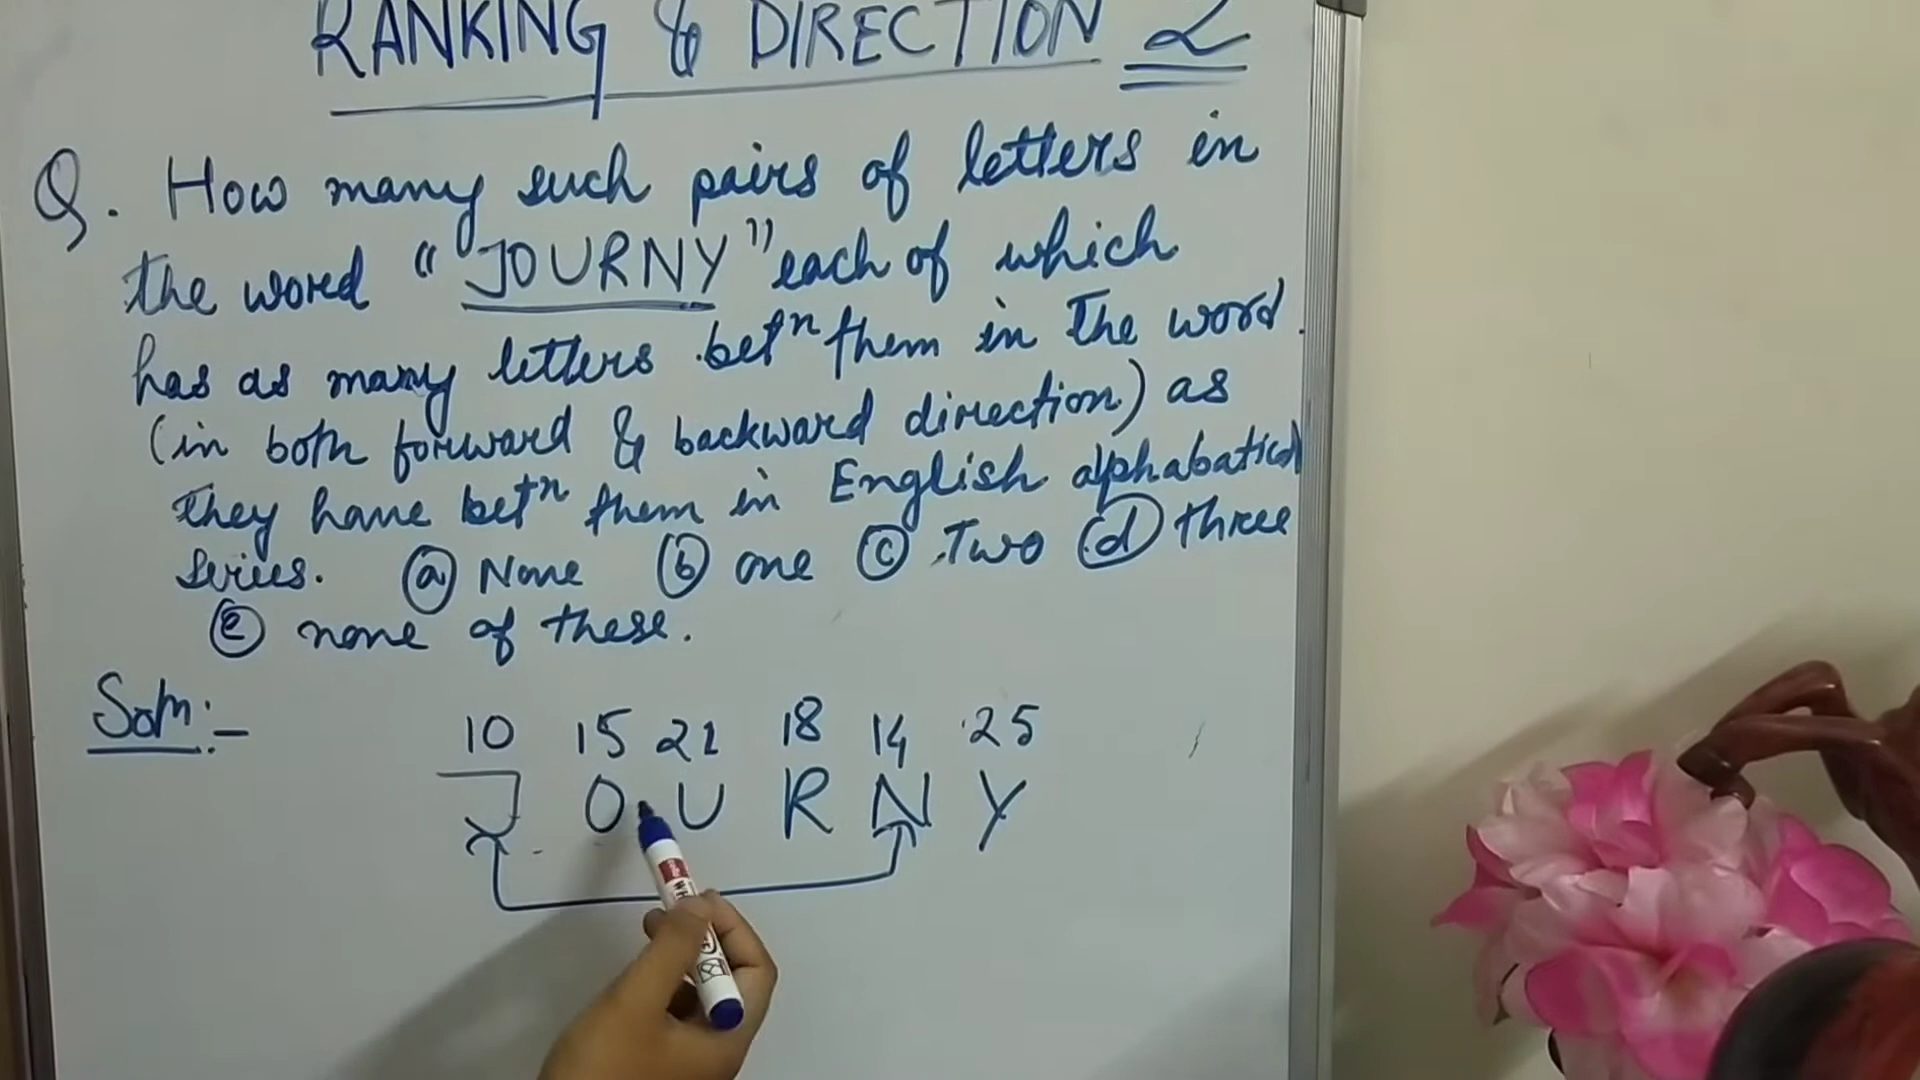 RANKING & DIRECTION 2
Q. How many such pairs of letters in
the word "JOURNY" each of which
has as many letters betⁿ them in the word
(in both forward & backward direction) as
they have betⁿ them in English alphabatical
series. (a) None (b) one (c) Two (d) three
(e) none of these.
Solⁿ:-
10 15 21 18 14 25
J O U R N Y